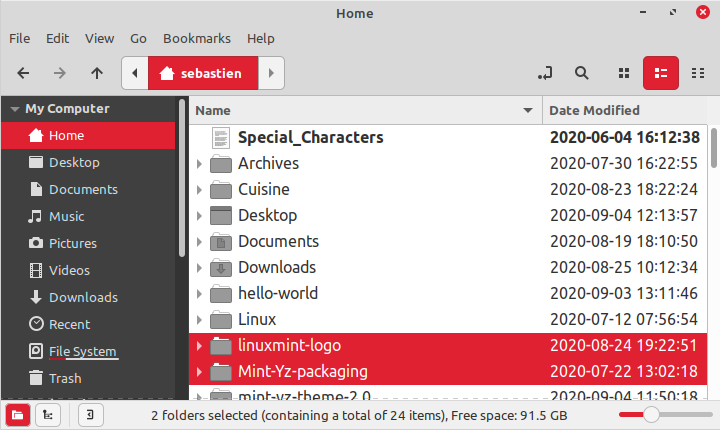 Home
File Edit View Go Bookmarks Help
sebastien
My Computer
Home
Desktop
Documents
Music
Pictures
Videos
Downloads
Recent
File System
Trash
Name Date Modified
Special_Characters 2020-06-04 16:12:38
Archives 2020-07-30 16:22:55
Cuisine 2020-08-23 18:22:24
Desktop 2020-09-04 12:13:57
Documents 2020-08-19 18:10:50
Downloads 2020-08-25 10:12:34
hello-world 2020-09-03 13:11:46
Linux 2020-07-12 07:56:54
linuxmint-logo 2020-08-24 19:22:51
Mint-Yz-packaging 2020-07-22 13:02:18
mint-yz-theme-2.0 2020-09-04 11:50:18
2 folders selected (containing a total of 24 items), Free space: 91.5 GB